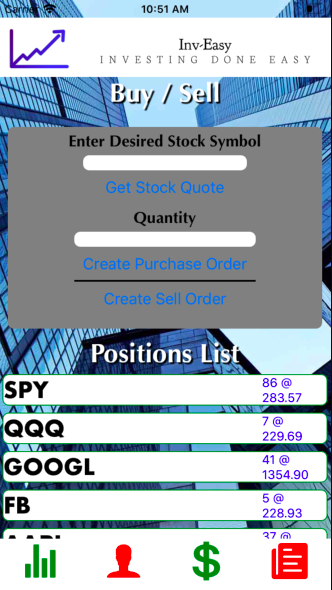 Carrier
10:51 AM
Inv-Easy
INVESTING DONE EASY
Buy / Sell
Enter Desired Stock Symbol
Get Stock Quote
Quantity
Create Purchase Order
Create Sell Order
Positions List
SPY
86 @
283.57
QQQ
7 @
229.69
GOOGL
41 @
1354.90
FB
5 @
228.93
AAPL
37 @
$